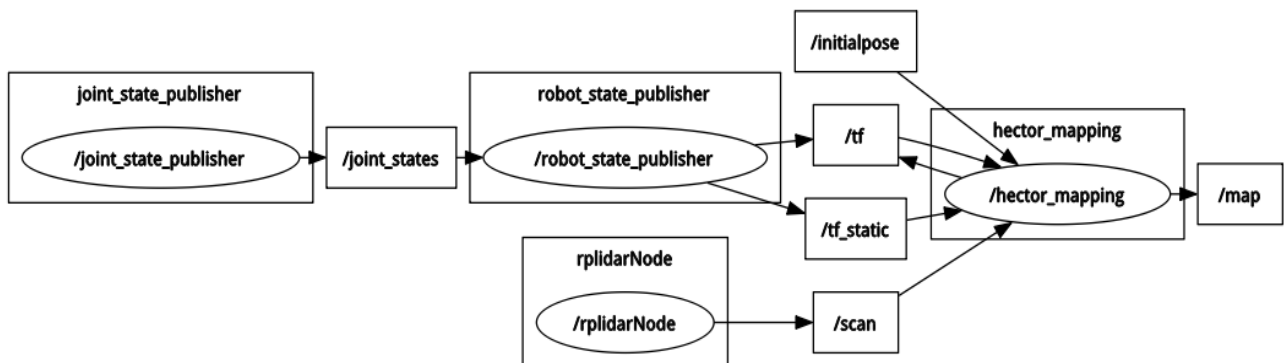 /initialpose
joint_state_publisher
robot_state_publisher
/joint_state_publisher
/joint_states
/robot_state_publisher
/tf
hector_mapping
/hector_mapping
/map
/tf_static
rplidarNode
/rplidarNode
/scan